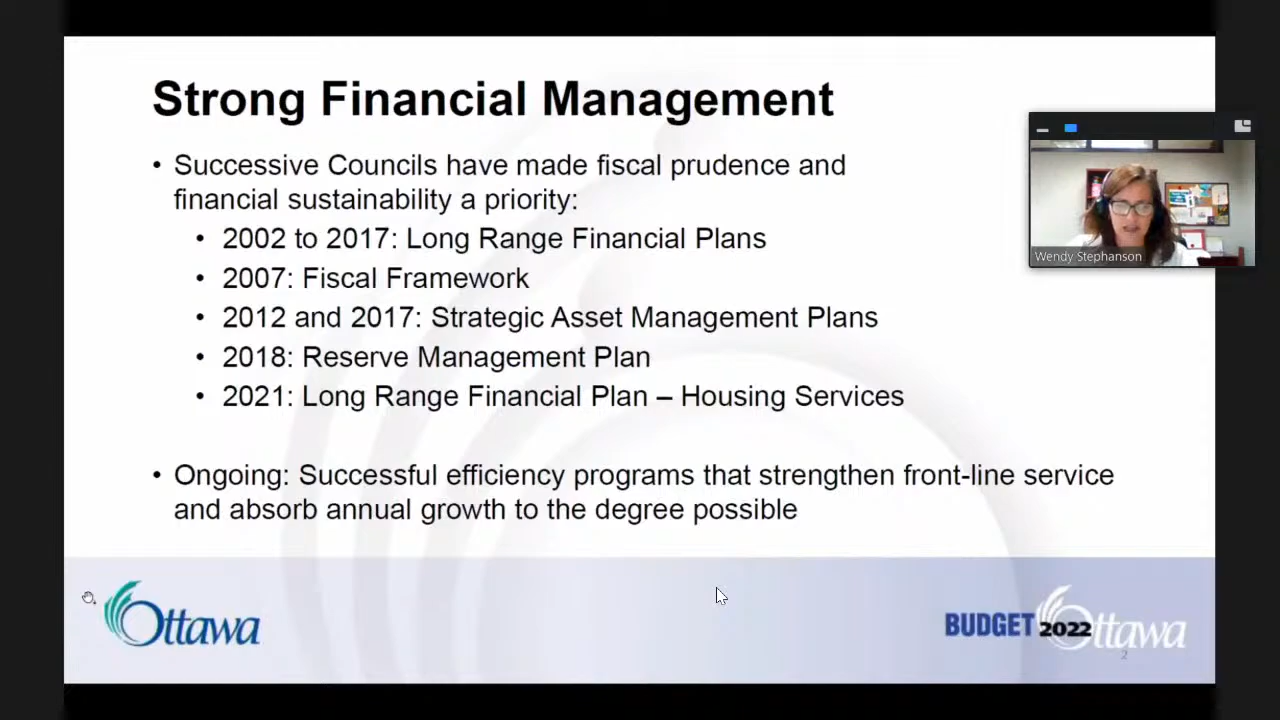 Strong Financial Management
• Successive Councils have made fiscal prudence and
financial sustainability a priority:
• 2002 to 2017: Long Range Financial Plans
• 2007: Fiscal Framework
• 2012 and 2017: Strategic Asset Management Plans
• 2018: Reserve Management Plan
• 2021: Long Range Financial Plan – Housing Services
• Ongoing: Successful efficiency programs that strengthen front-line service
and absorb annual growth to the degree possible
Wendy Stephanson
Ottawa
BUDGET 2022 Ottawa
2